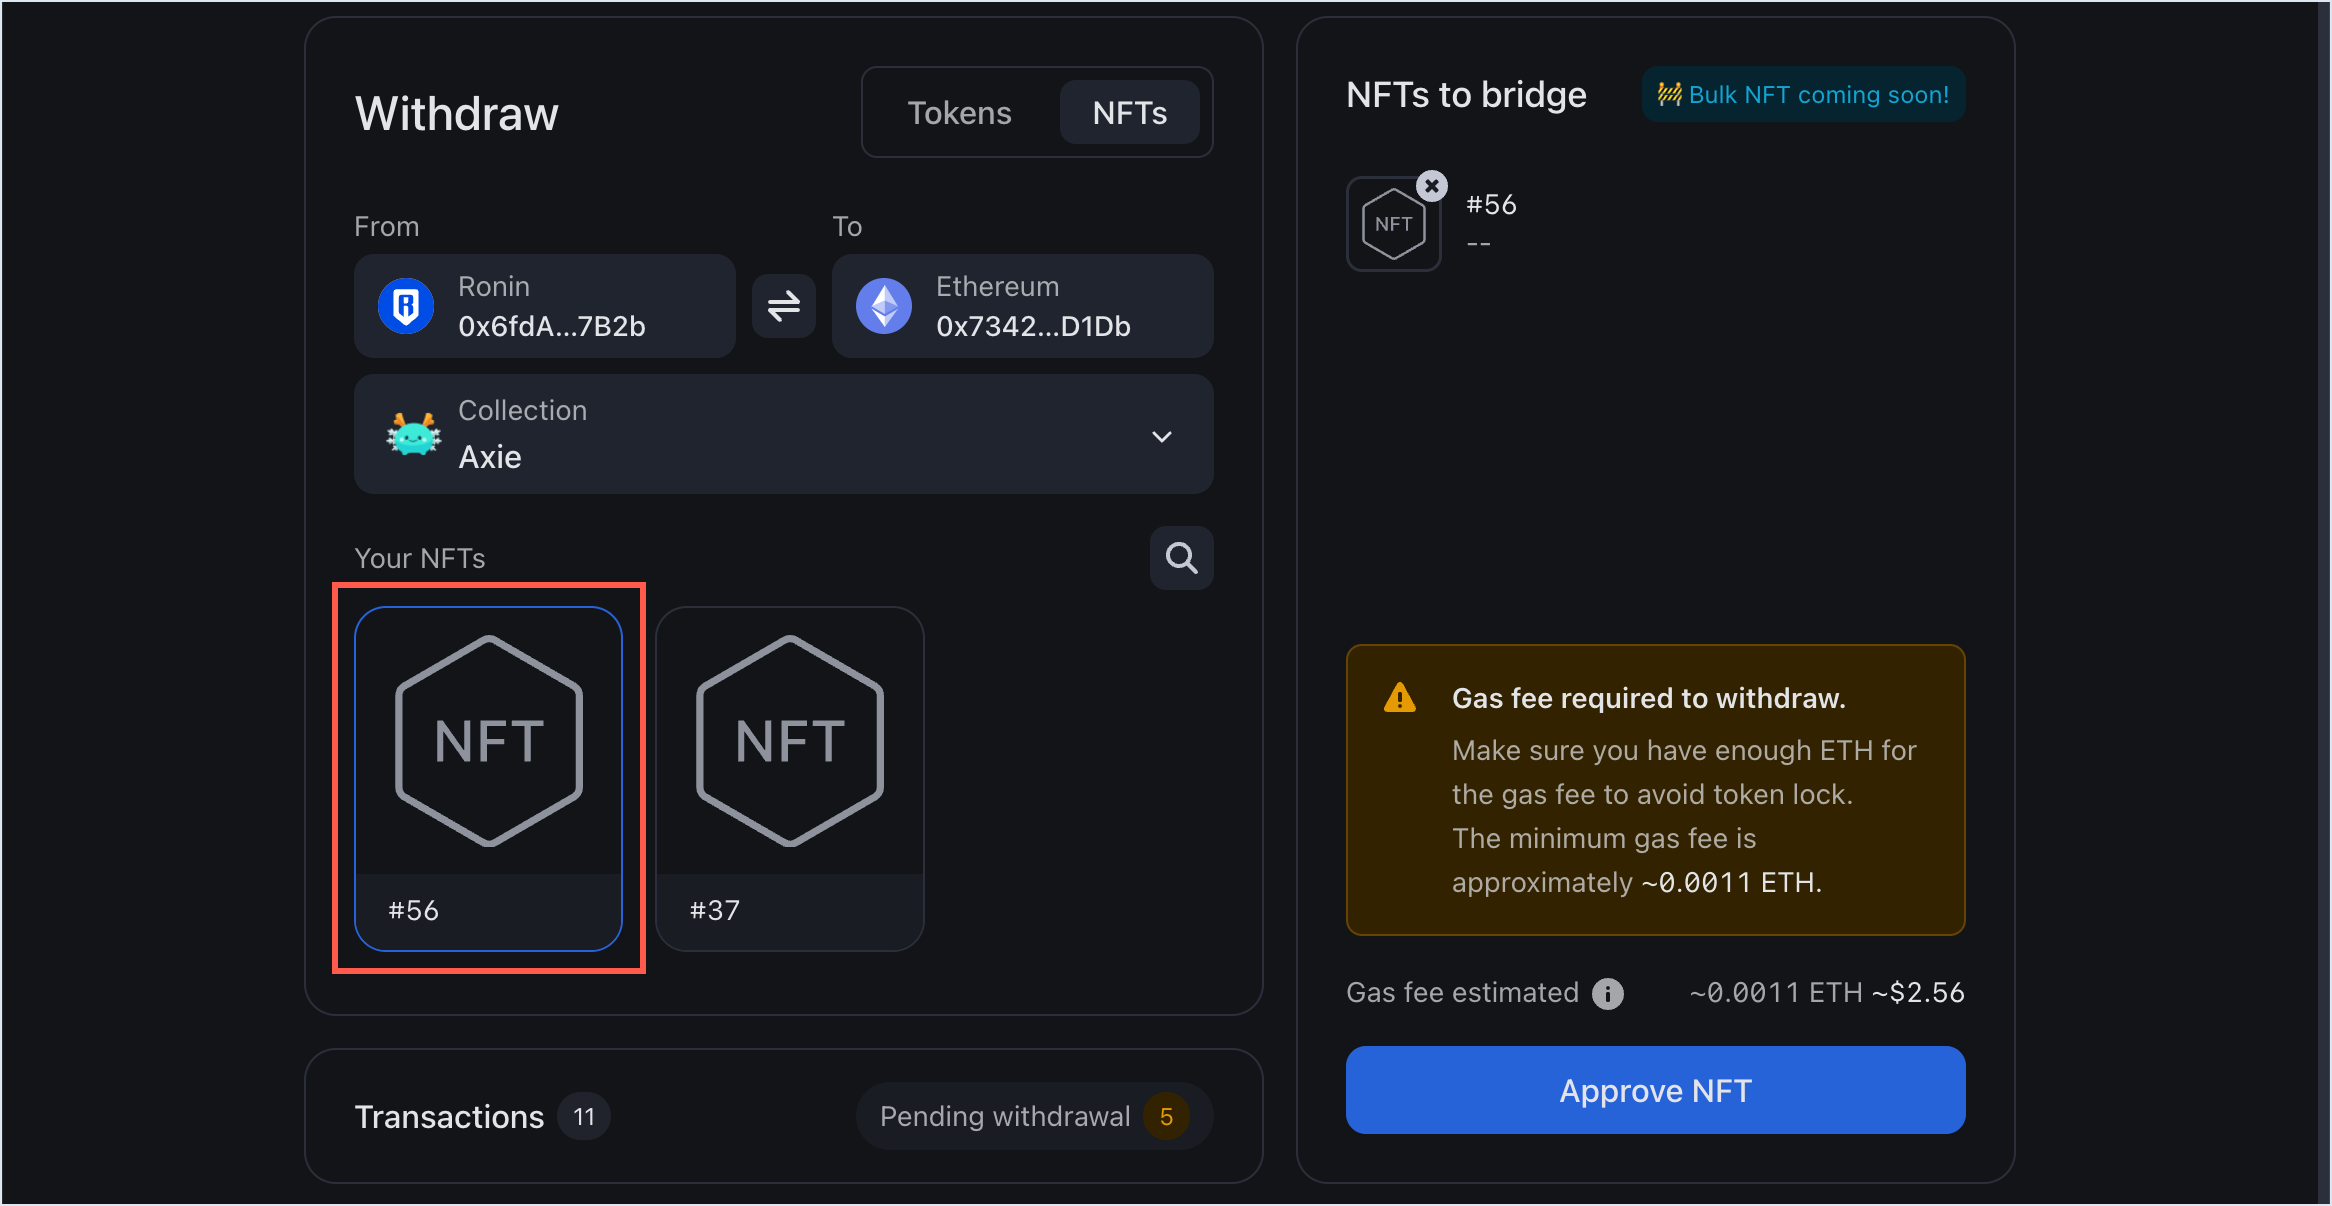 Withdraw
Tokens
NFTs
From
To
Ronin
0x6fdA...7B2b
Ethereum
0x7342...D1Db
Collection
Axie
Your NFTs
NFT
#56
NFT
#37
Transactions 11
Pending withdrawal 5
NFTs to bridge
Bulk NFT coming soon!
NFT
#56
--
Gas fee required to withdraw.
Make sure you have enough ETH for
the gas fee to avoid token lock.
The minimum gas fee is
approximately ~0.0011 ETH.
Gas fee estimated
~0.0011 ETH ~$2.56
Approve NFT